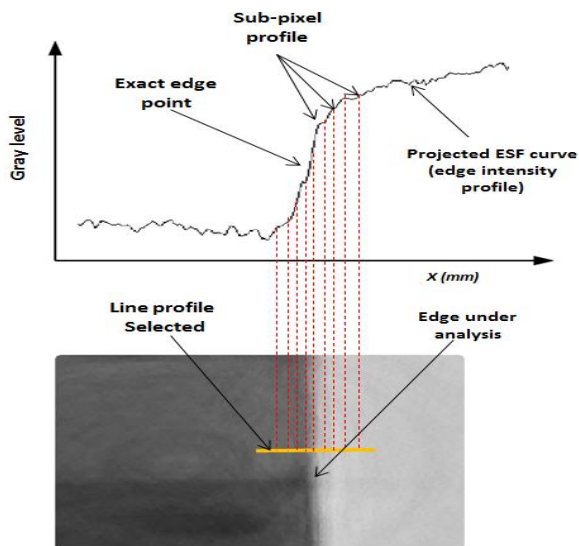 Sub-pixel
profile
Exact edge
point
Gray level
Projected ESF curve
(edge intensity
profile)
X (mm)
Line profile
Selected
Edge under
analysis